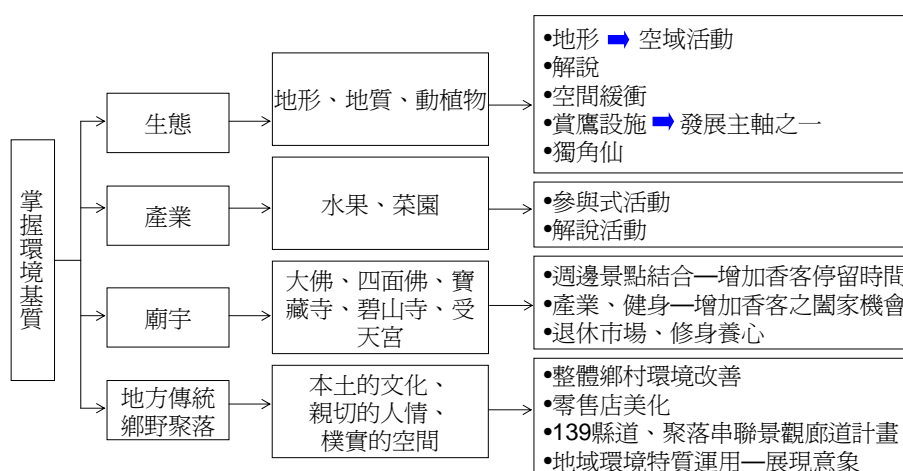 掌握環境基質
生態
地形、地質、動植物
•地形 ➡ 空域活動
•解說
•空間緩衝
•賞鷹設施 ➡ 發展主軸之一
•獨角仙
產業
水果、菜園
•參與式活動
•解說活動
廟宇
大佛、四面佛、寶
藏寺、碧山寺、受
天宮
•週邊景點結合—增加香客停留時間
•產業、健身—增加香客之闔家機會
•退休市場、修身養心
地方傳統
鄉野聚落
本土的文化、
親切的人情、
樸實的空間
•整體鄉村環境改善
•零售店美化
•139縣道、聚落串聯景觀廊道計畫
•地域環境特質運用—展現意象